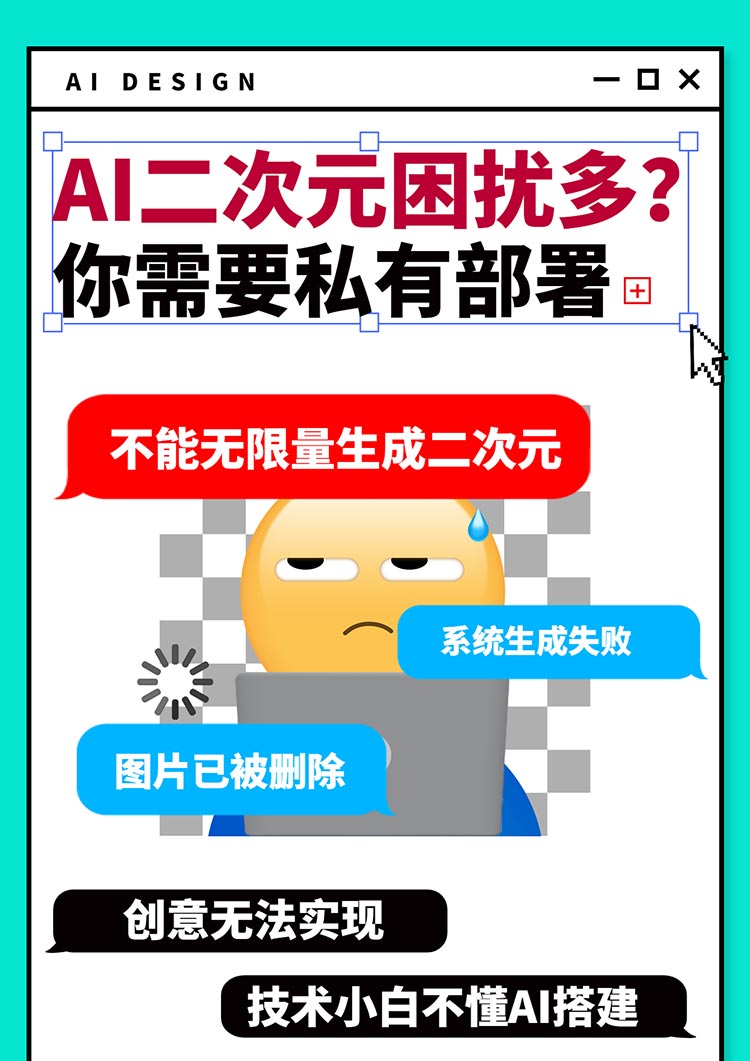 AI DESIGN
AI二次元困扰多?
你需要私有部署
不能无限量生成二次元
系统生成失败
图片已被删除
创意无法实现
技术小白不懂AI搭建